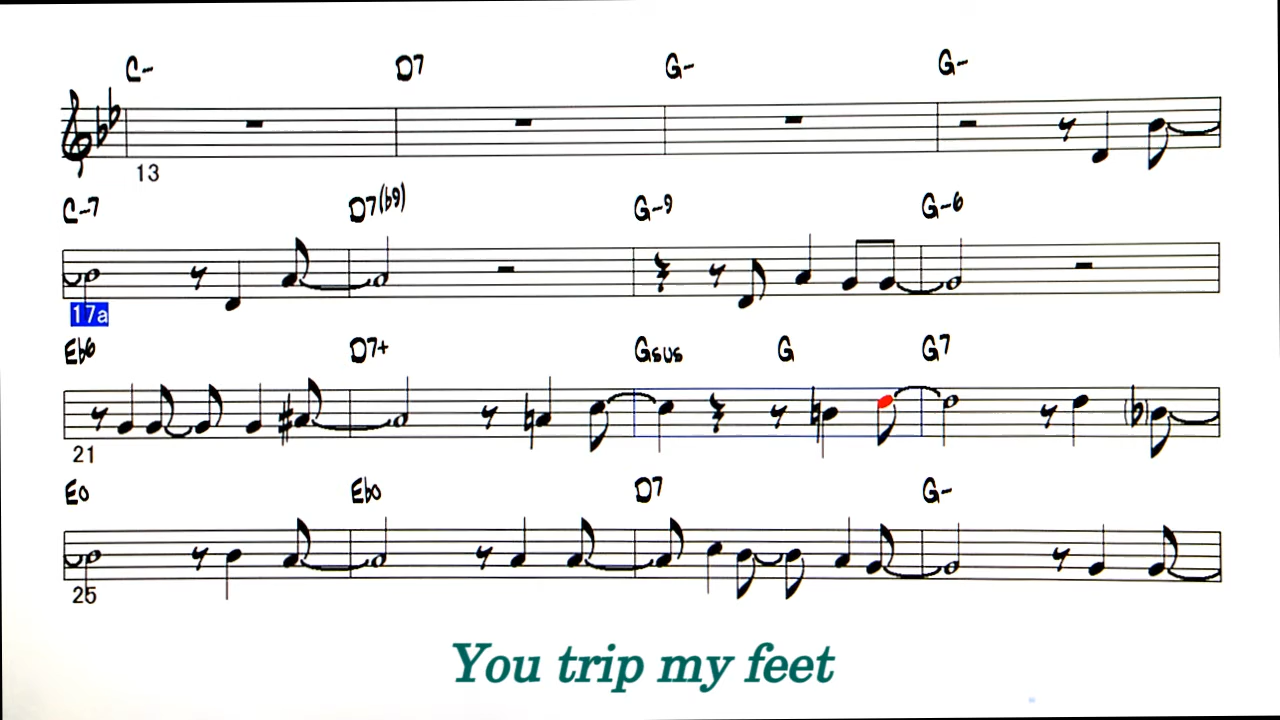 C- D7 G- G-
13
C-7 D7(b9) G-9 G-6
17a
Eb6 D7+ Gsus G G7
21
Eo Ebo D7 G-
25
You trip my feet